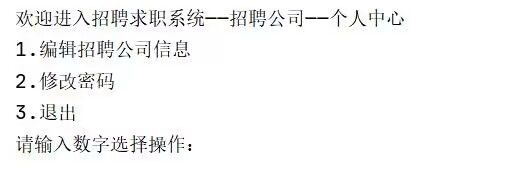 欢迎进入招聘求职系统——招聘公司——个人中心
1.编辑招聘公司信息
2.修改密码
3.退出
请输入数字选择操作：